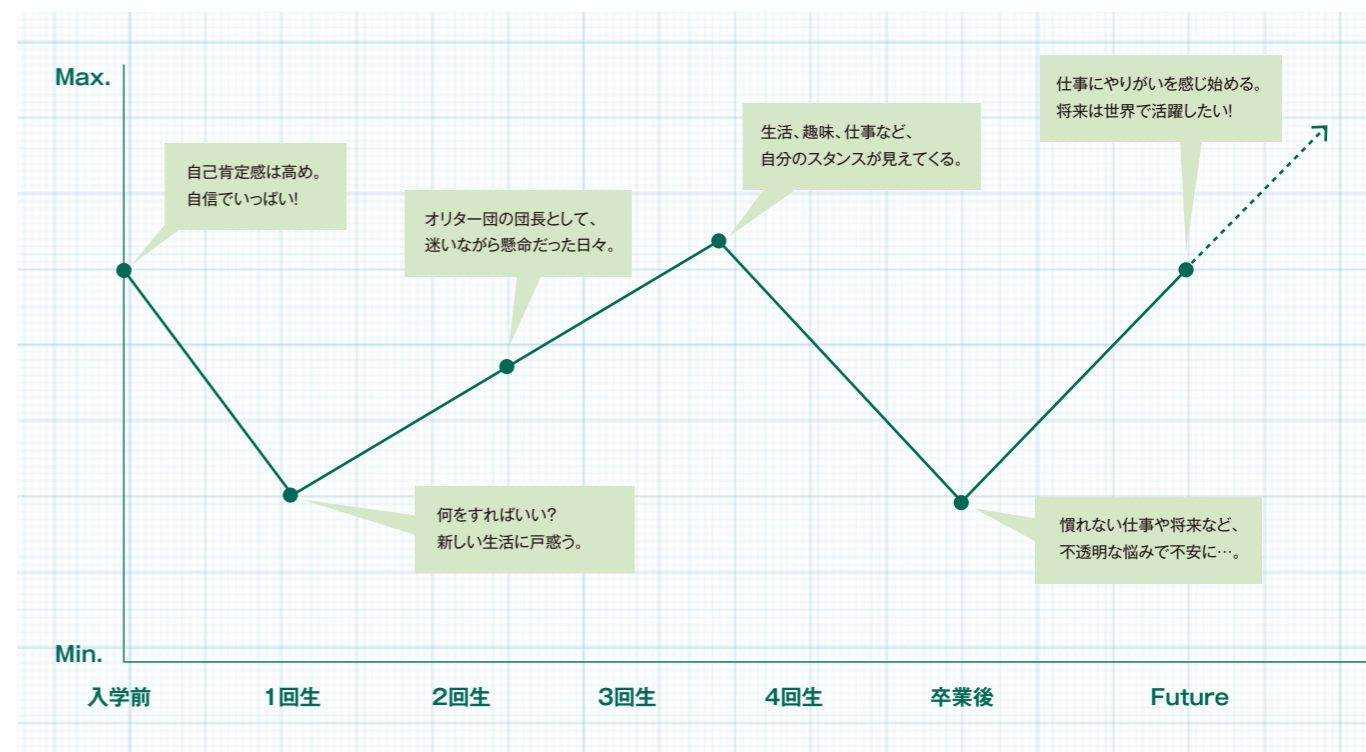 Max.
自己肯定感は高め。
自信でいっぱい!
オリター団の団長として、
迷いながら懸命だった日々。
生活、趣味、仕事など、
自分のスタンスが見えてくる。
仕事にやりがいを感じ始める。
将来は世界で活躍したい!
何をすればいい?
新しい生活に戸惑う。
慣れない仕事や将来など、
不透明な悩みで不安に…。
Min.
入学前 1回生 2回生 3回生 4回生 卒業後 Future